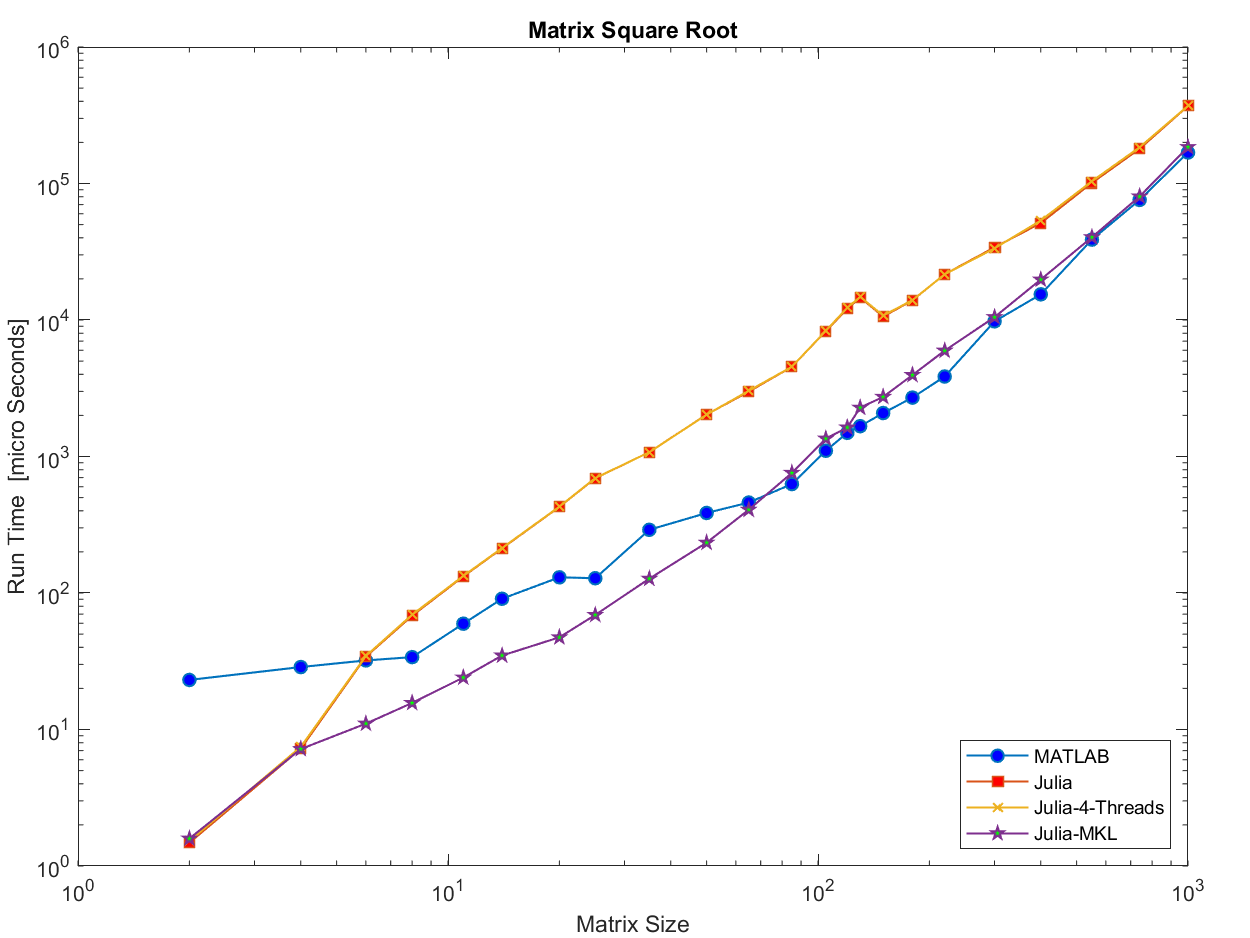 Matrix Square Root
10^6
10^5
10^4
10^3
10^2
10^1
10^0
Run Time [micro Seconds]
MATLAB
Julia
Julia-4-Threads
Julia-MKL
10^0 10^1 10^2 10^3
Matrix Size